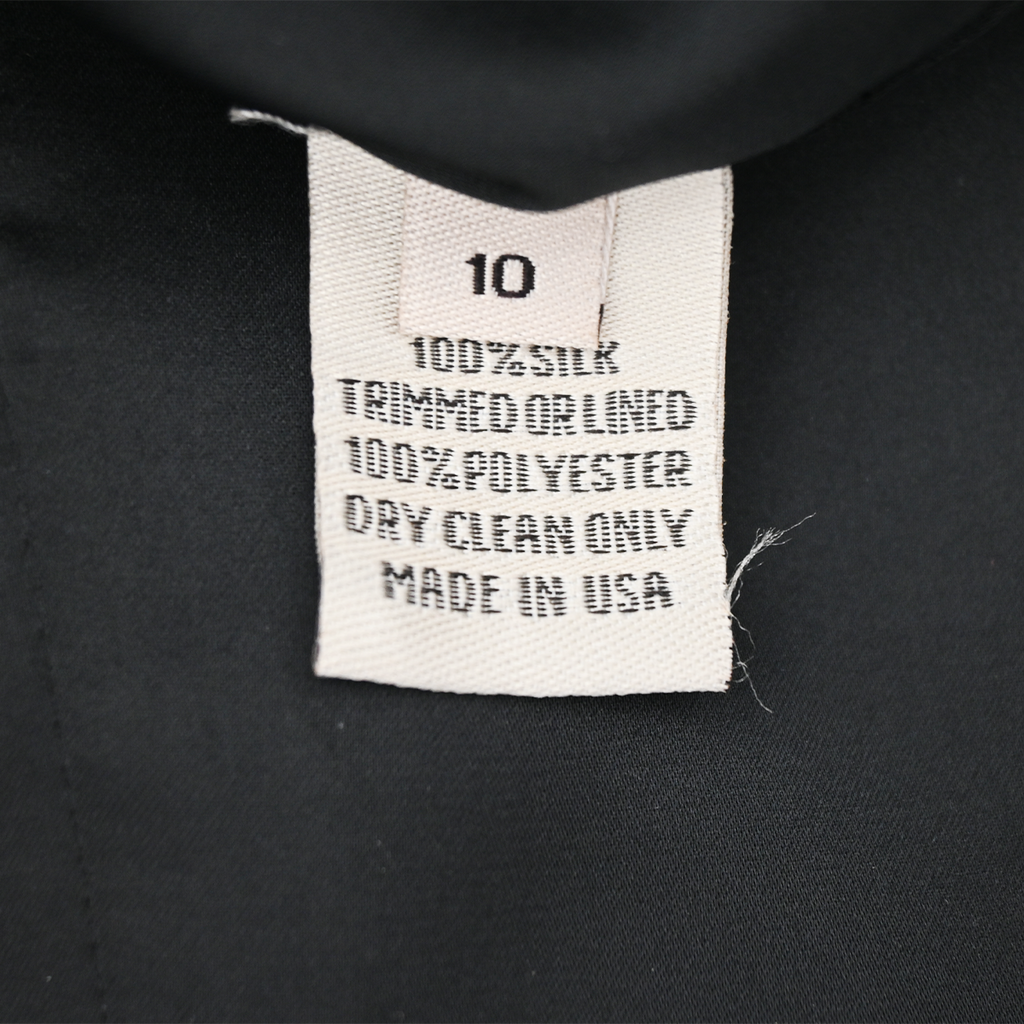 10
100% SILK
TRIMMED OR LINED
100% POLYESTER
DRY CLEAN ONLY
MADE IN USA